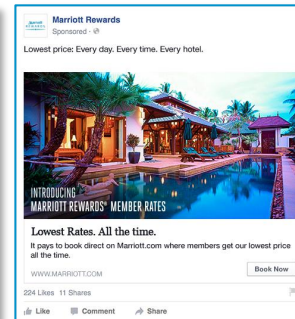 Marriott
REWARDS
Marriott Rewards
Sponsored ·
Lowest price: Every day. Every time. Every hotel.
INTRODUCING
MARRIOTT REWARDS® MEMBER RATES
Lowest Rates. All the time.
It pays to book direct on Marriott.com where members get our lowest price
all the time.
WWW.MARRIOTT.COM
Book Now
224 Likes 11 Shares
Like Comment Share